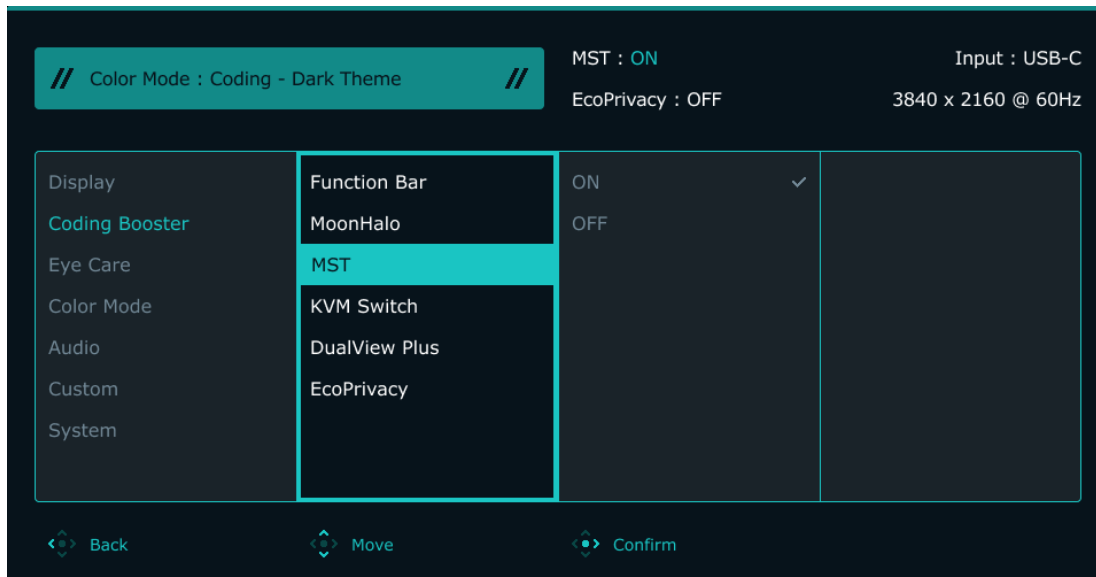 Color Mode : Coding - Dark Theme
MST : ON
Input : USB-C
EcoPrivacy : OFF
3840 x 2160 @ 60Hz
Display
Coding Booster
Eye Care
Color Mode
Audio
Custom
System
Function Bar
MoonHalo
MST
KVM Switch
DualView Plus
EcoPrivacy
ON
OFF
Back
Move
Confirm